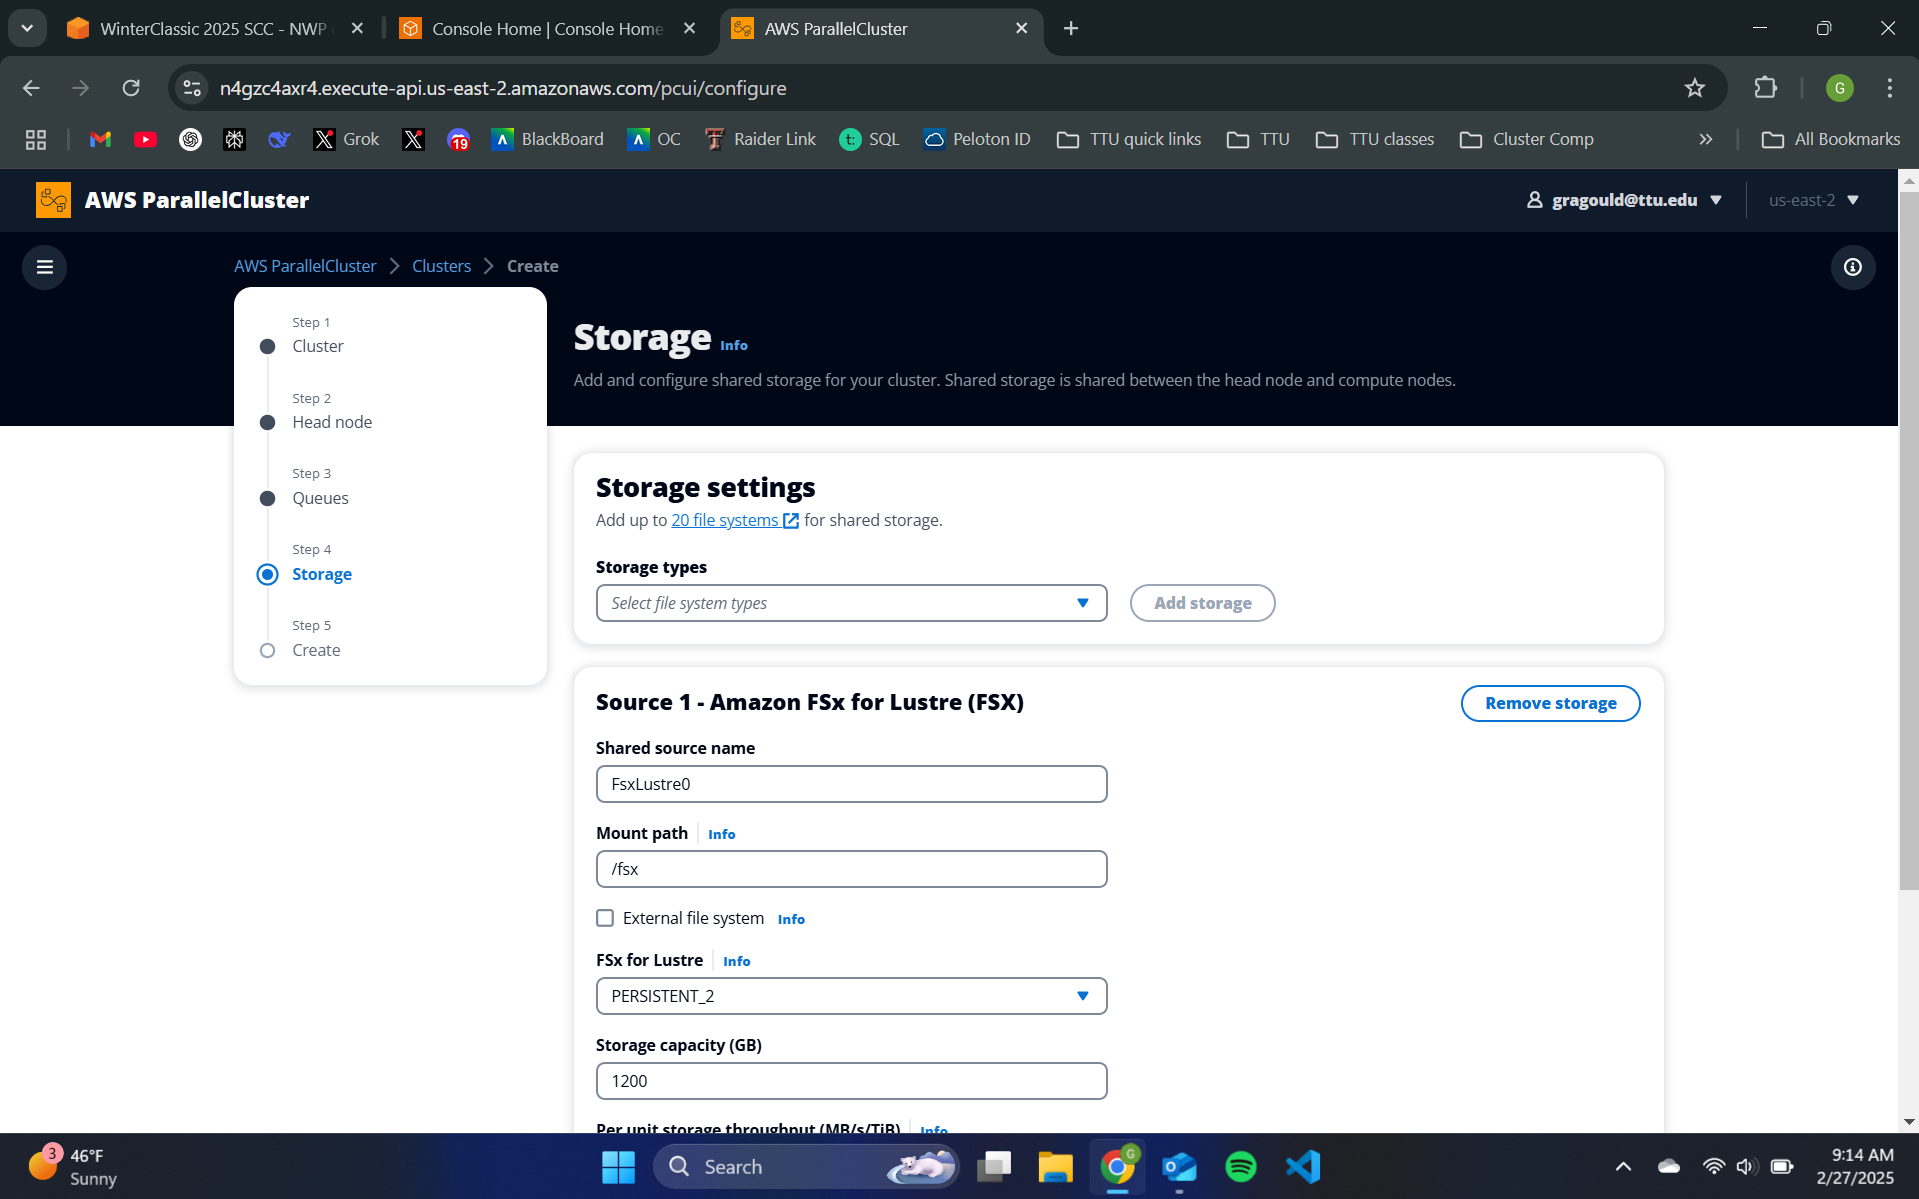 WinterClassic 2025 SCC - NWP
Console Home | Console Home
AWS ParallelCluster
n4gzc4axr4.execute-api.us-east-2.amazonaws.com/pcui/configure
G
Grok
19
BlackBoard
OC
Raider Link
t:
SQL
Peloton ID
TTU quick links
TTU
TTU classes
Cluster Comp
All Bookmarks
AWS ParallelCluster
gragould@ttu.edu
us-east-2
AWS ParallelCluster
Clusters
Create
Step 1
Cluster
Step 2
Head node
Step 3
Queues
Step 4
Storage
Step 5
Create
Storage Info
Add and configure shared storage for your cluster. Shared storage is shared between the head node and compute nodes.
Storage settings
Add up to 20 file systems for shared storage.
Storage types
Select file system types
Add storage
Source 1 - Amazon FSx for Lustre (FSX)
Remove storage
Shared source name
FsxLustre0
Mount path Info
/fsx
External file system Info
FSx for Lustre Info
PERSISTENT_2
Storage capacity (GB)
1200
Per unit storage throughput (MB/s/TiB) Info
3
46°F
Sunny
Search
G
9:14 AM
2/27/2025